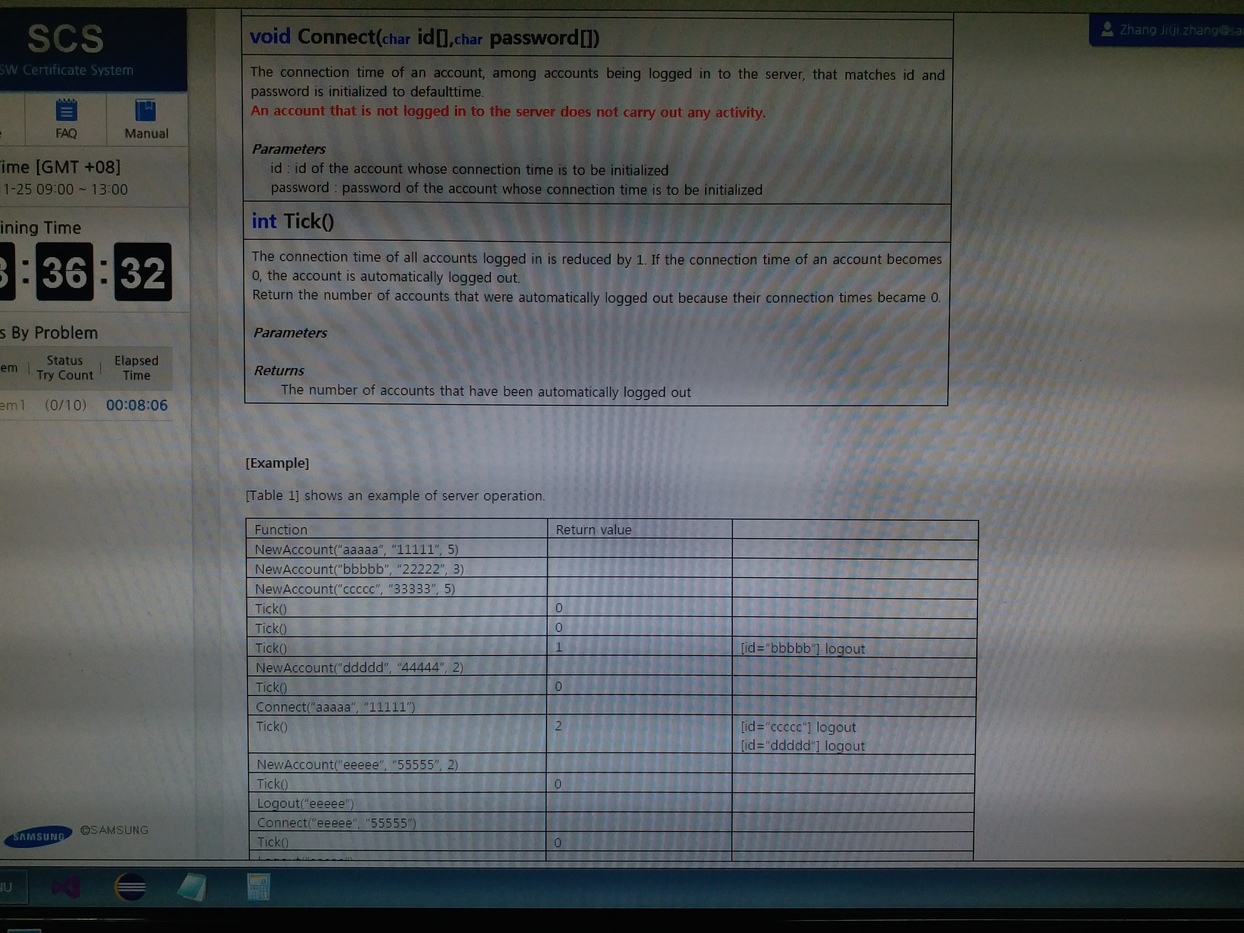 SCS
SW Certificate System
FAQ
Manual
ime [GMT +08]
1-25 09:00 ~ 13:00
ining Time
: 36 : 32
s By Problem
em
Status
Try Count
Elapsed
Time
em1
(0/10)
00:08:06
SAMSUNG
©SAMSUNG
Zhang Ji(ji.zhang@sa
void Connect(char id[],char password[])
The connection time of an account, among accounts being logged in to the server, that matches id and
password is initialized to defaulttime.
An account that is not logged in to the server does not carry out any activity.
Parameters
id : id of the account whose connection time is to be initialized
password : password of the account whose connection time is to be initialized
int Tick()
The connection time of all accounts logged in is reduced by 1. If the connection time of an account becomes
0, the account is automatically logged out.
Return the number of accounts that were automatically logged out because their connection times became 0.
Parameters
Returns
The number of accounts that have been automatically logged out
[Example]
[Table 1] shows an example of server operation.
Function Return value
NewAccount("aaaaa", "11111", 5)
NewAccount("bbbbb", "22222", 3)
NewAccount("ccccc", "33333", 5)
Tick() 0
Tick() 0
Tick() 1 [id="bbbbb"] logout
NewAccount("ddddd", "44444", 2)
Tick() 0
Connect("aaaaa", "11111")
Tick() 2 [id="ccccc"] logout
[id="ddddd"] logout
NewAccount("eeeee", "55555", 2)
Tick() 0
Logout("eeeee")
Connect("eeeee", "55555")
Tick() 0